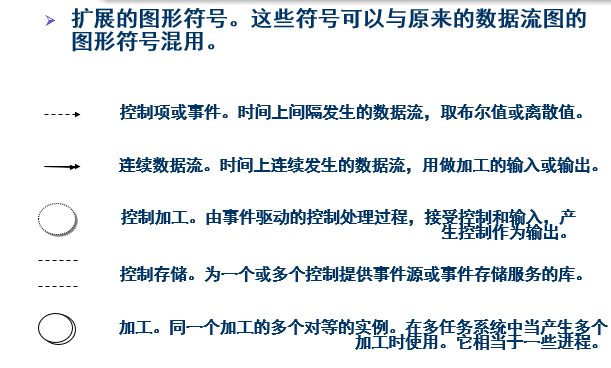 扩展的图形符号。这些符号可以与原来的数据流图的
图形符号混用。
控制项或事件。时间上间隔发生的数据流，取布尔值或离散值。
连续数据流。时间上连续发生的数据流，用做加工的输入或输出。
控制加工。由事件驱动的控制处理过程，接受控制和输入，产
生控制作为输出。
控制存储。为一个或多个控制提供事件源或事件存储服务的库。
加工。同一个加工的多个对等的实例。在多任务系统中当产生多个
加工时使用。它相当于一些进程。